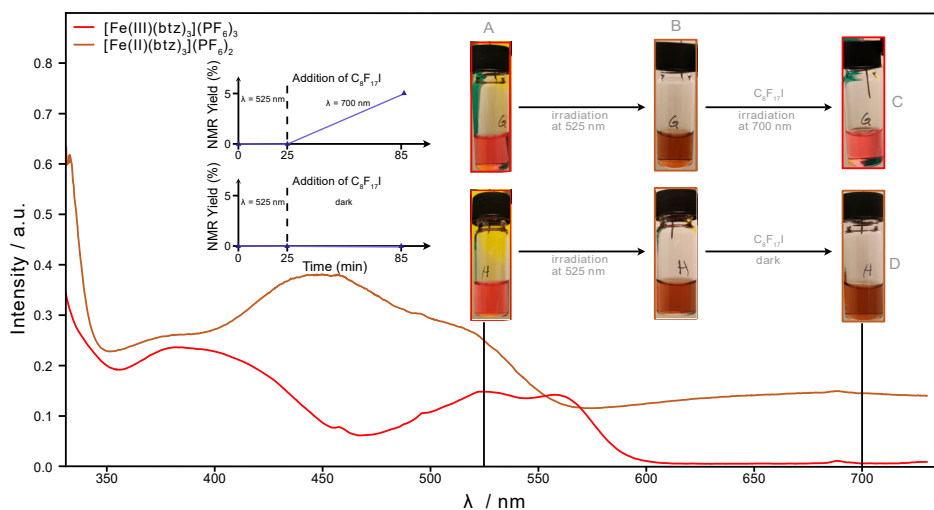 [Fe(III)(btz)₃](PF₆)₃
[Fe(II)(btz)₃](PF₆)₂
Intensity / a.u.
0.8
0.7
0.6
0.5
0.4
0.3
0.2
0.1
0.0
350
400
450
500
550
600
650
700
λ / nm
NMR Yield (%)
5
0
Addition of C₈F₁₇I
λ = 525 nm
λ = 700 nm
0
25
85
NMR Yield (%)
5
0
Addition of C₈F₁₇I
λ = 525 nm
dark
0
25
85
Time (min)
A
B
C
G
G
G
irradiation
at 525 nm
C₈F₁₇I
irradiation
at 700 nm
H
H
H
irradiation
at 525 nm
C₈F₁₇I
dark
D